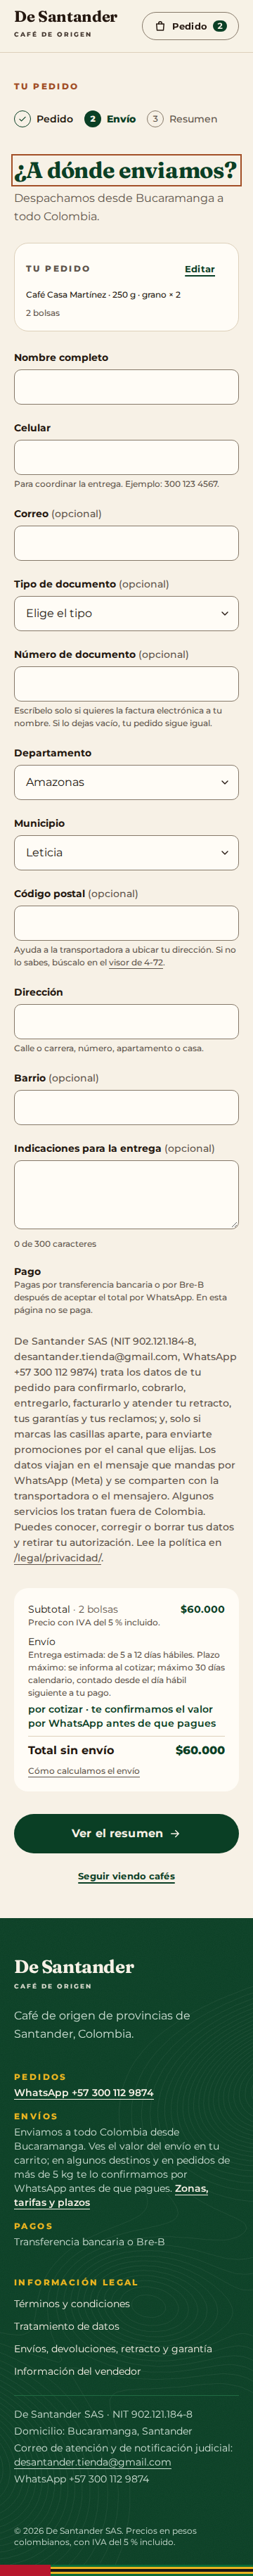 De Santander
CAFÉ DE ORIGEN
Pedido 2
TU PEDIDO
Pedido 2 Envío 3 Resumen
¿A dónde enviamos?
Despachamos desde Bucaramanga a
todo Colombia.
TU PEDIDO
Editar
Café Casa Martínez · 250 g · grano × 2
2 bolsas
Nombre completo
Celular
Para coordinar la entrega. Ejemplo: 300 123 4567.
Correo (opcional)
Tipo de documento (opcional)
Elige el tipo
Número de documento (opcional)
Escríbelo solo si quieres la factura electrónica a tu
nombre. Si lo dejas vacío, tu pedido sigue igual.
Departamento
Amazonas
Municipio
Leticia
Código postal (opcional)
Ayuda a la transportadora a ubicar tu dirección. Si no
lo sabes, búscalo en el visor de 4-72.
Dirección
Calle o carrera, número, apartamento o casa.
Barrio (opcional)
Indicaciones para la entrega (opcional)
0 de 300 caracteres
Pago
Pagas por transferencia bancaria o por Bre-B
después de aceptar el total por WhatsApp. En esta
página no se paga.
De Santander SAS (NIT 902.121.184-8,
desantander.tienda@gmail.com, WhatsApp
+57 300 112 9874) trata los datos de tu
pedido para confirmarlo, cobrarlo,
entregarlo, facturarlo y atender tu retracto,
tus garantías y tus reclamos; y, solo si
marcas las casillas aparte, para enviarte
promociones por el canal que elijas. Los
datos viajan en el mensaje que mandas por
WhatsApp (Meta) y se comparten con la
transportadora o el mensajero. Algunos
servicios los tratan fuera de Colombia.
Puedes conocer, corregir o borrar tus datos
y retirar tu autorización. Lee la política en
/legal/privacidad/.
Subtotal · 2 bolsas $60.000
Precio con IVA del 5 % incluido.
Envío
Entrega estimada: de 5 a 12 días hábiles. Plazo
máximo: se informa al cotizar; máximo 30 días
calendario, contado desde el día hábil
siguiente a tu pago.
por cotizar · te confirmamos el valor
por WhatsApp antes de que pagues
Total sin envío $60.000
Cómo calculamos el envío
Ver el resumen →
Seguir viendo cafés
De Santander
CAFÉ DE ORIGEN
Café de origen de provincias de
Santander, Colombia.
PEDIDOS
WhatsApp +57 300 112 9874
ENVÍOS
Enviamos a todo Colombia desde
Bucaramanga. Ves el valor del envío en tu
carrito; en algunos destinos y en pedidos de
más de 5 kg te lo confirmamos por
WhatsApp antes de que pagues. Zonas,
tarifas y plazos
PAGOS
Transferencia bancaria o Bre-B
INFORMACIÓN LEGAL
Términos y condiciones
Tratamiento de datos
Envíos, devoluciones, retracto y garantía
Información del vendedor
De Santander SAS · NIT 902.121.184-8
Domicilio: Bucaramanga, Santander
Correo de atención y de notificación judicial:
desantander.tienda@gmail.com
WhatsApp +57 300 112 9874
© 2026 De Santander SAS. Precios en pesos
colombianos, con IVA del 5 % incluido.